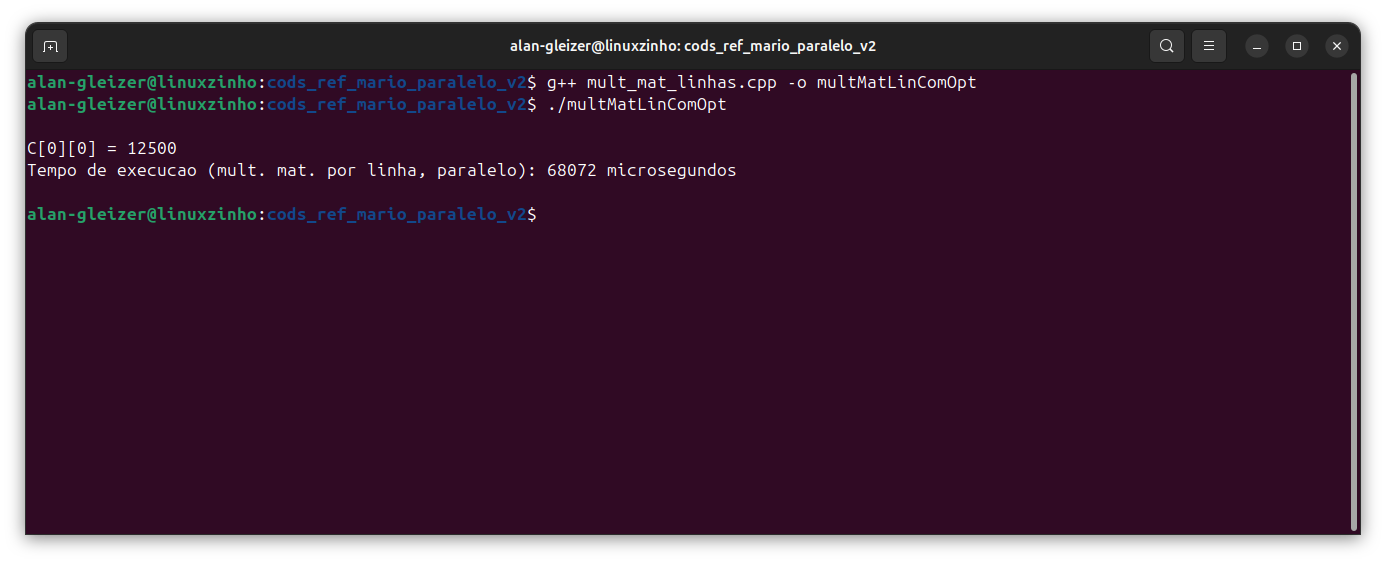 alan-gleizer@linuxzinho: cods_ref_mario_paralelo_v2
alan-gleizer@linuxzinho:cods_ref_mario_paralelo_v2$ g++ mult_mat_linhas.cpp -o multMatLinComOpt
alan-gleizer@linuxzinho:cods_ref_mario_paralelo_v2$ ./multMatLinComOpt
C[0][0] = 12500
Tempo de execucao (mult. mat. por linha, paralelo): 68072 microsegundos
alan-gleizer@linuxzinho:cods_ref_mario_paralelo_v2$